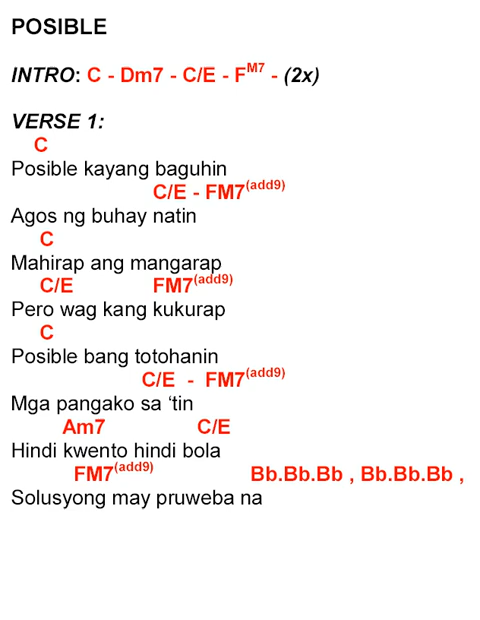 POSIBLE
INTRO: C - Dm7 - C/E - FM7 - (2x)
VERSE 1:
C
Posible kayang baguhin
C/E - FM7(add9)
Agos ng buhay natin
C
Mahirap ang mangarap
C/E FM7(add9)
Pero wag kang kukurap
C
Posible bang totohanin
C/E - FM7(add9)
Mga pangako sa ‘tin
Am7 C/E
Hindi kwento hindi bola
FM7(add9) Bb.Bb.Bb , Bb.Bb.Bb ,
Solusyong may pruweba na